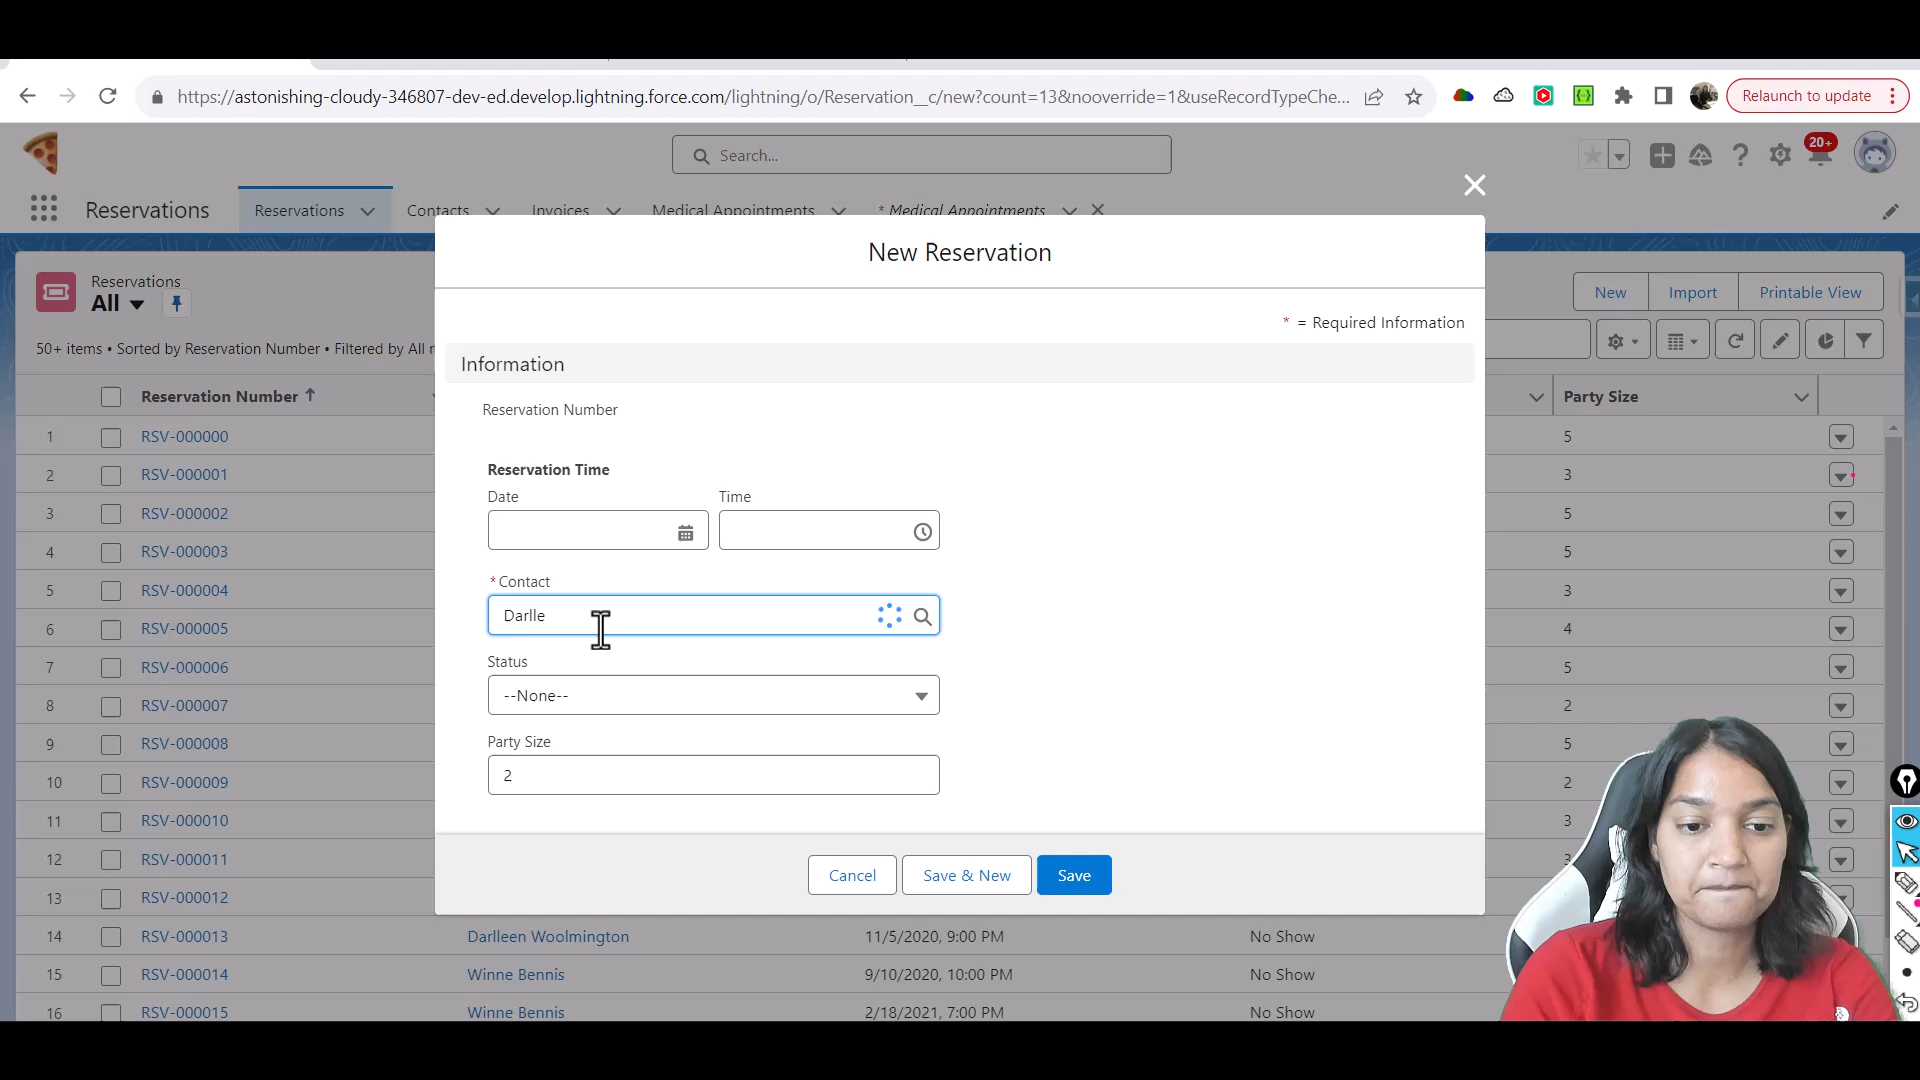 https://astonishing-cloudy-346807-dev-ed.develop.lightning.force.com/lightning/o/Reservation__c/new?count=13&nooverride=1&useRecordTypeChe...
Relaunch to update
Search...
20+
Reservations
Reservations
Contacts
Invoices
Medical Appointments
* Medical Appointments
New Reservation
Reservations
All
New
Import
Printable View
50+ items • Sorted by Reservation Number • Filtered by All r
* = Required Information
Information
Reservation Number
Party Size
Reservation Number
1 RSV-000000 5
2 RSV-000001 3
3 RSV-000002 5
4 RSV-000003 5
5 RSV-000004 3
6 RSV-000005 4
7 RSV-000006 5
8 RSV-000007 2
9 RSV-000008 5
10 RSV-000009 2
11 RSV-000010 3
12 RSV-000011 3
13 RSV-000012
Reservation Time
Date
Time
*Contact
Darlle
Status
--None--
Party Size
2
Cancel
Save & New
Save
14 RSV-000013 Darlleen Woolmington 11/5/2020, 9:00 PM No Show
15 RSV-000014 Winne Bennis 9/10/2020, 10:00 PM No Show
16 RSV-000015 Winne Bennis 2/18/2021, 7:00 PM No Show